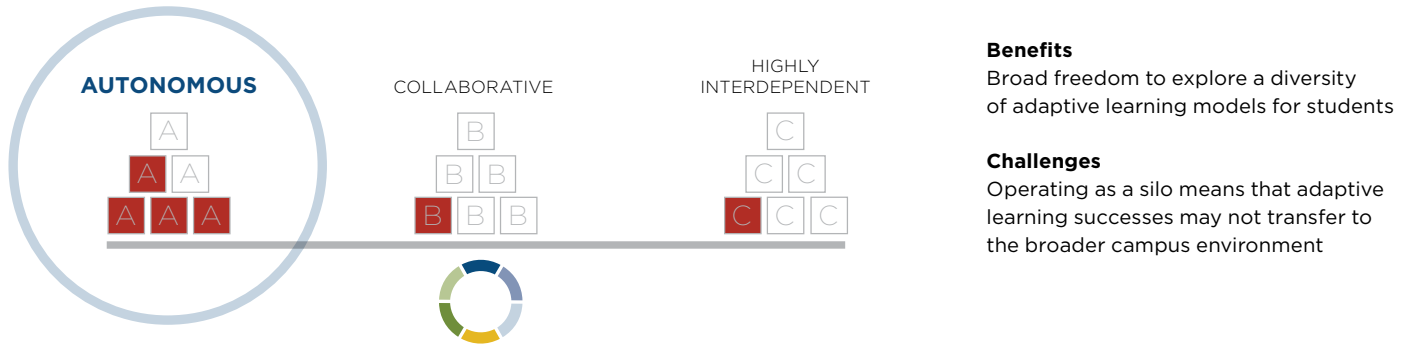 AUTONOMOUS
A
A A
A A A
COLLABORATIVE
B
B B
B B B
HIGHLY
INTERDEPENDENT
C
C C
C C C
Benefits
Broad freedom to explore a diversity
of adaptive learning models for students
Challenges
Operating as a silo means that adaptive
learning successes may not transfer to
the broader campus environment